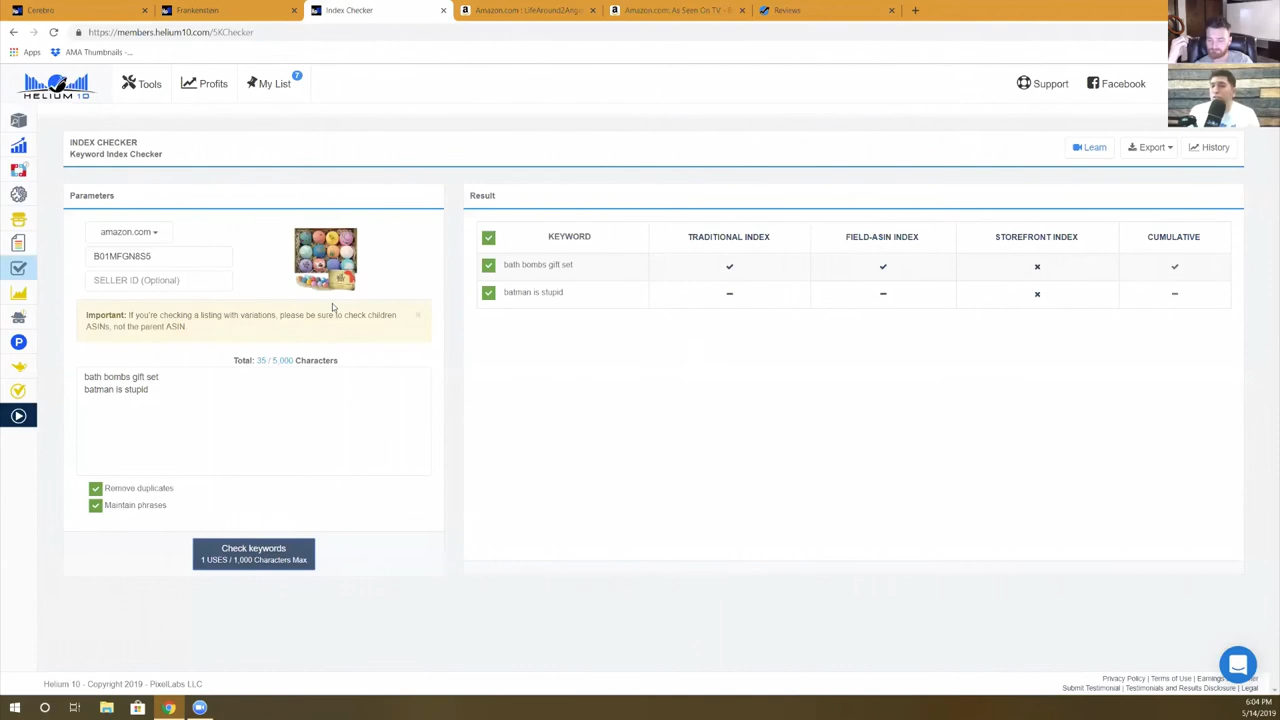 Cerebro
Frankenstein
Index Checker
Amazon.com : LifeAround2Ange
Amazon.com: As Seen On TV - R
Reviews
https://members.helium10.com/5KChecker
Apps
AMA Thumbnails -...
HELIUM 10
Tools
Profits
My List
7
Support
Facebook
INDEX CHECKER
Keyword Index Checker
Learn
Export
History
Parameters
Result
amazon.com
B01MFGN8S5
SELLER ID (Optional)
Important: If you're checking a listing with variations, please be sure to check children
ASINs, not the parent ASIN.
Total: 35 / 5,000 Characters
bath bombs gift set
batman is stupid
Remove duplicates
Maintain phrases
Check keywords
1 USES / 1,000 Characters Max
KEYWORD
TRADITIONAL INDEX
FIELD-ASIN INDEX
STOREFRONT INDEX
CUMULATIVE
bath bombs gift set
batman is stupid
Helium 10 - Copyright 2019 - PixelLabs LLC
Privacy Policy | Terms of Use | Earnings
Submit Testimonial | Testimonials and Results Disclosure | Legal
6:04 PM
5/14/2019